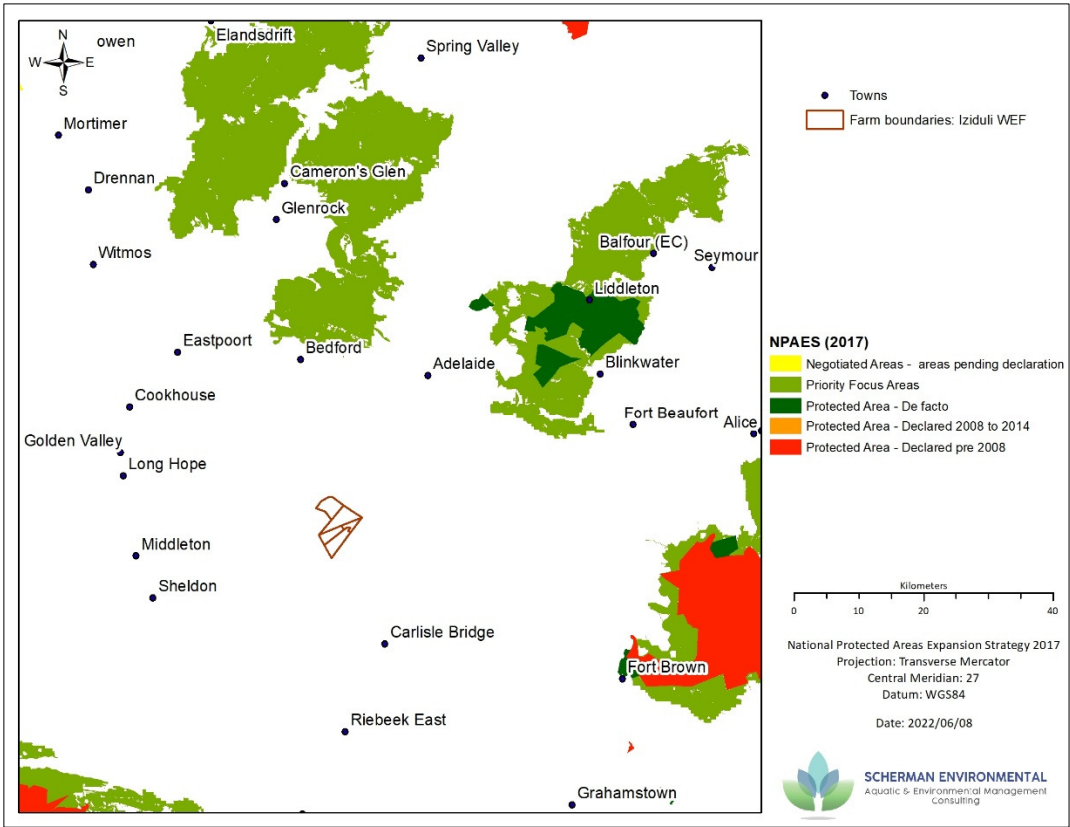 N
W E
S
owen
Elandsdrift
Spring Valley
Mortimer
Drennan
Cameron's Glen
Glenrock
Witmos
Balfour (EC)
Seymour
Liddleton
Eastpoort
Bedford
Adelaide
Blinkwater
Cookhouse
Fort Beaufort
Alice
Golden Valley
Long Hope
Middleton
Sheldon
Carlisle Bridge
Fort Brown
Riebeek East
Grahamstown
Towns
Farm boundaries: Iziduli WEF
NPAES (2017)
Negotiated Areas - areas pending declaration
Priority Focus Areas
Protected Area - De facto
Protected Area - Declared 2008 to 2014
Protected Area - Declared pre 2008
Kilometers
0 10 20 40
National Protected Areas Expansion Strategy 2017
Projection: Transverse Mercator
Central Meridian: 27
Datum: WGS84
Date: 2022/06/08
SCHERMAN ENVIRONMENTAL
Aquatic & Environmental Management
Consulting